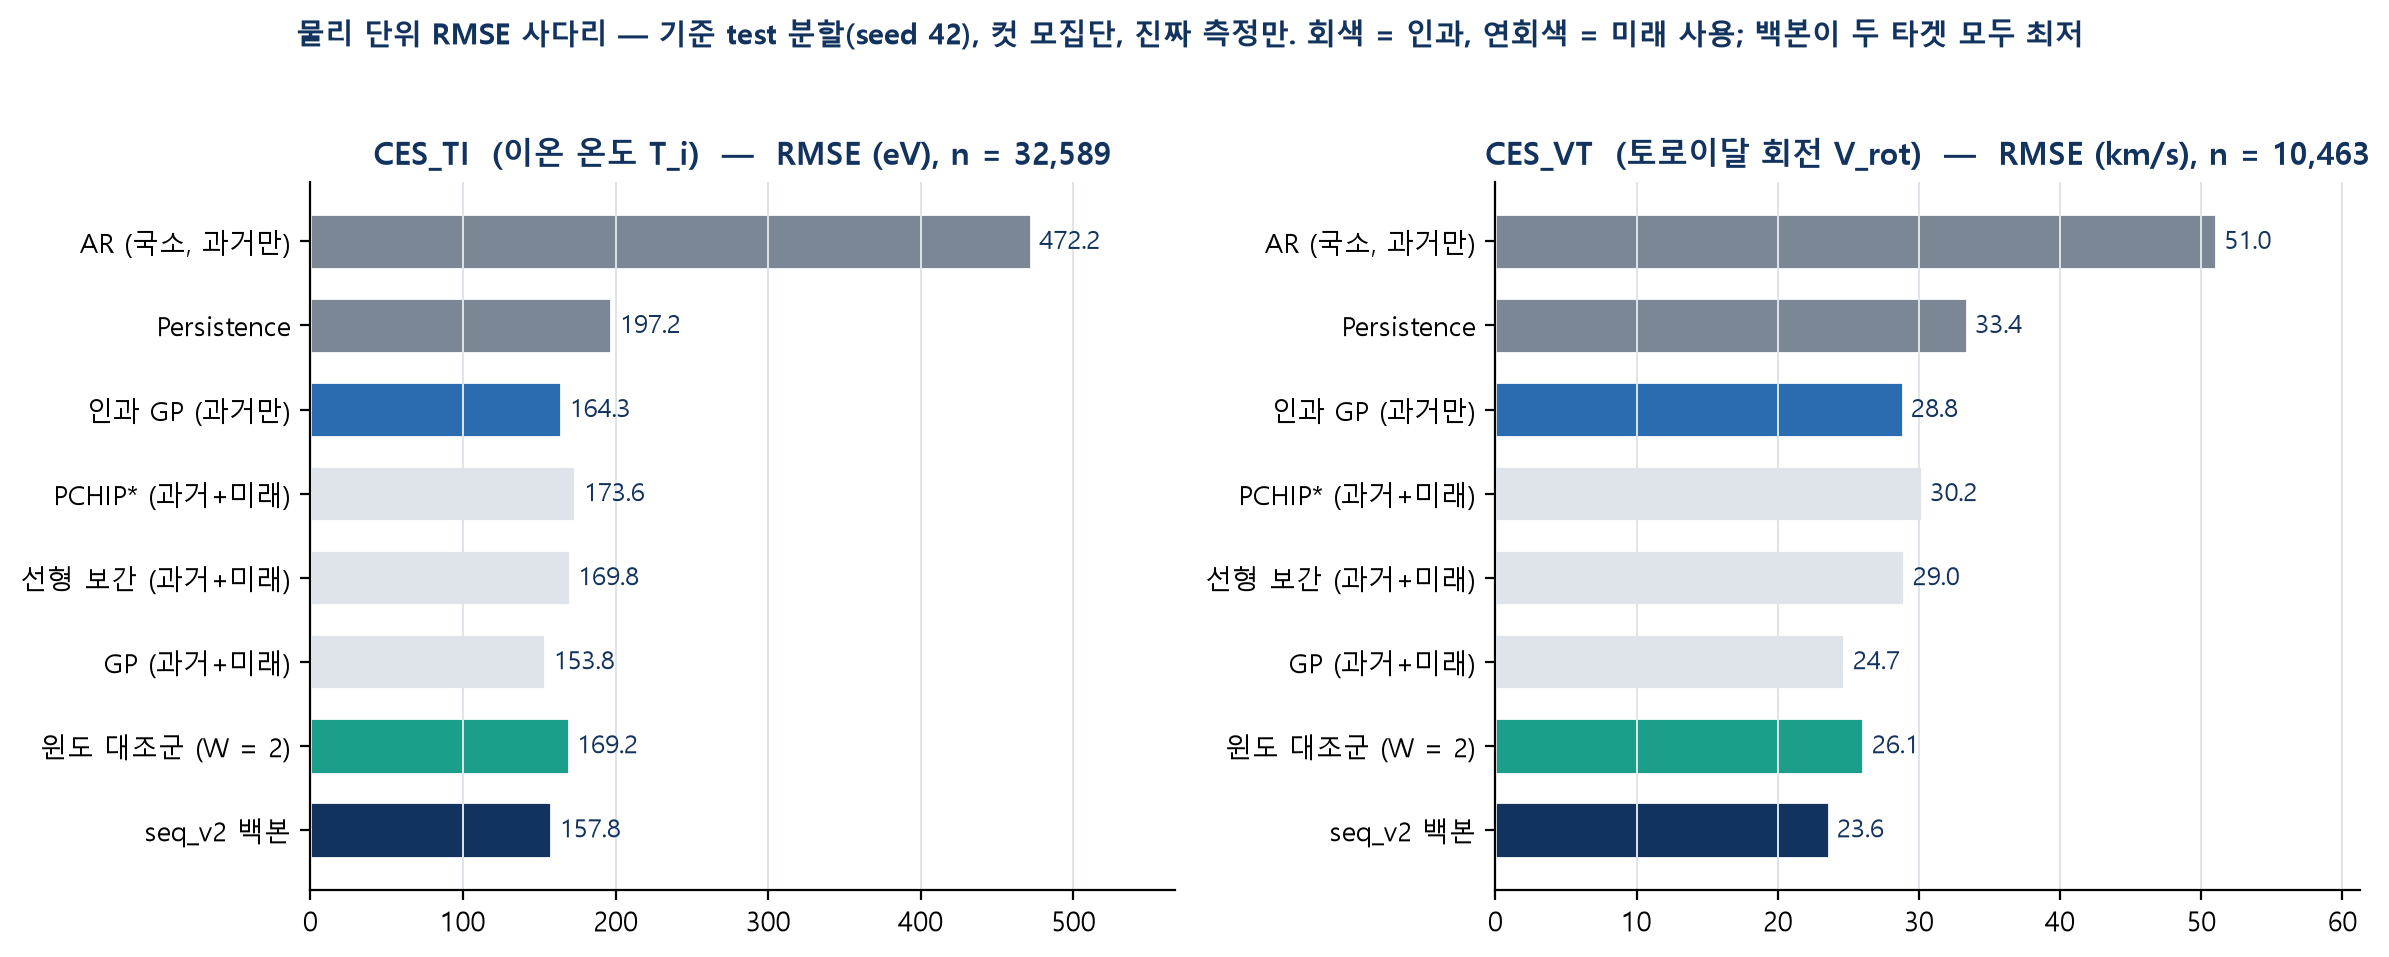 물리 단위 RMSE 사다리 — 기준 test 분할(seed 42), 컷 모집단, 진짜 측정만. 회색 = 인과, 연회색 = 미래 사용; 백본이 두 타겟 모두 최저
CES_TI (이온 온도 T_i) — RMSE (eV), n = 32,589
AR (국소, 과거만) 472.2
Persistence 197.2
인과 GP (과거만) 164.3
PCHIP* (과거+미래) 173.6
선형 보간 (과거+미래) 169.8
GP (과거+미래) 153.8
윈도 대조군 (W = 2) 169.2
seq_v2 백본 157.8
0 100 200 300 400 500
CES_VT (토로이달 회전 V_rot) — RMSE (km/s), n = 10,463
AR (국소, 과거만) 51.0
Persistence 33.4
인과 GP (과거만) 28.8
PCHIP* (과거+미래) 30.2
선형 보간 (과거+미래) 29.0
GP (과거+미래) 24.7
윈도 대조군 (W = 2) 26.1
seq_v2 백본 23.6
0 10 20 30 40 50 60